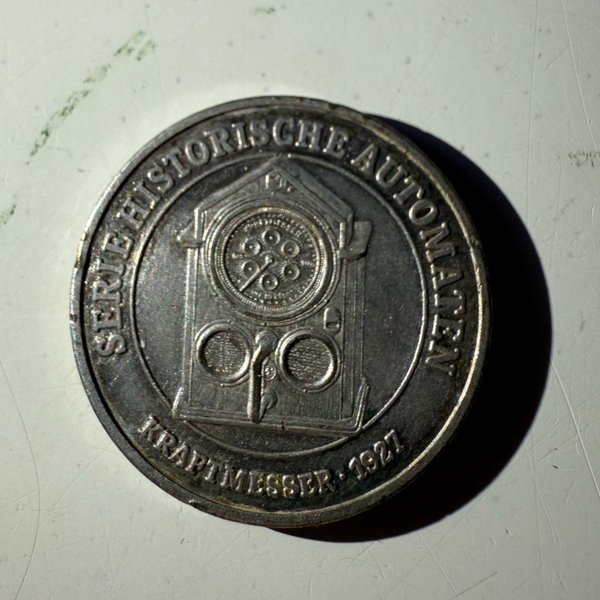 SERIE HISTORISCHE AUTOMATEN
KRAFTMESSER · 1927